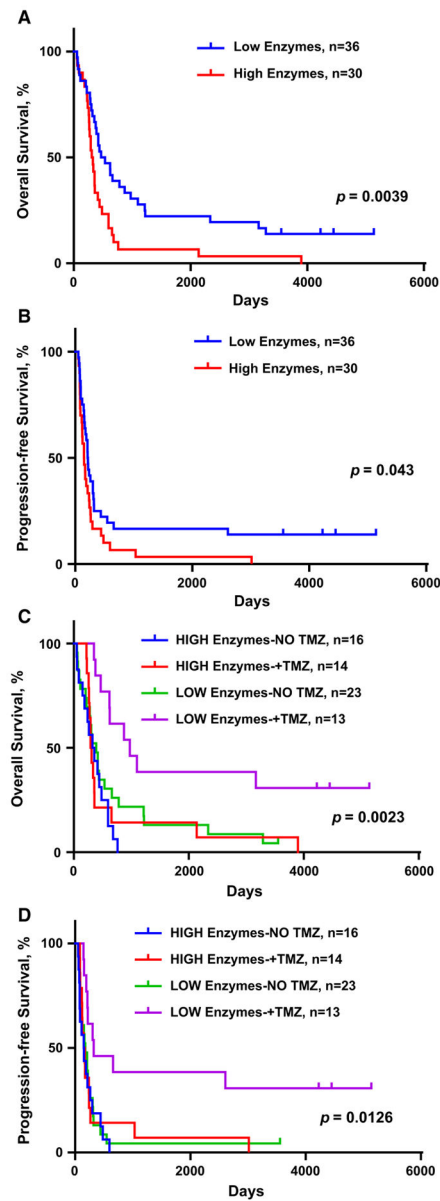 A
Overall Survival, %
100
50
0
Low Enzymes, n=36
High Enzymes, n=30
p = 0.0039
0 2000 4000 6000
Days
B
Progression-free Survival, %
100
50
0
Low Enzymes, n=36
High Enzymes, n=30
p = 0.043
0 2000 4000 6000
Days
C
Overall Survival, %
100
50
0
HIGH Enzymes-NO TMZ, n=16
HIGH Enzymes-+TMZ, n=14
LOW Enzymes-NO TMZ, n=23
LOW Enzymes-+TMZ, n=13
p = 0.0023
0 2000 4000 6000
Days
D
Progression-free Survival, %
100
50
0
HIGH Enzymes-NO TMZ, n=16
HIGH Enzymes-+TMZ, n=14
LOW Enzymes-NO TMZ, n=23
LOW Enzymes-+TMZ, n=13
p = 0.0126
0 2000 4000 6000
Days